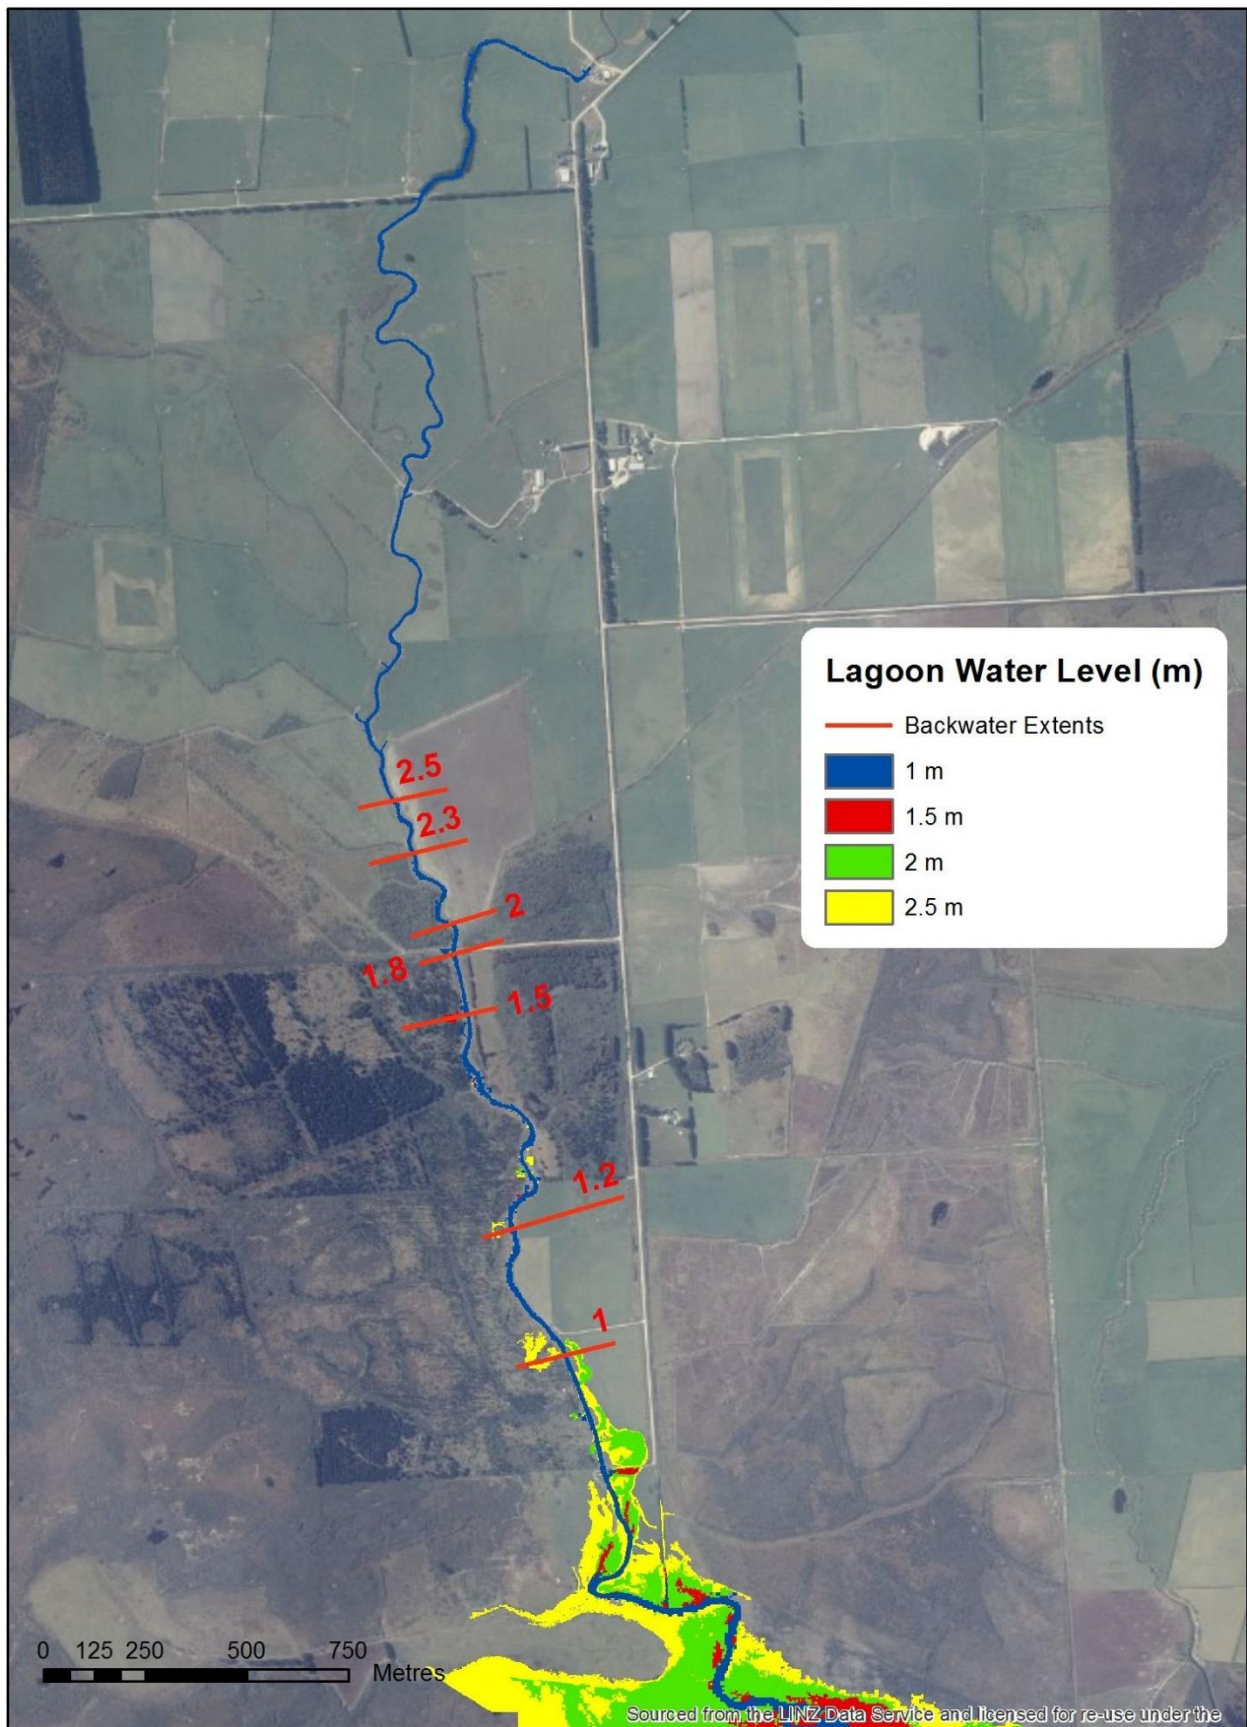 Lagoon Water Level (m)
Backwater Extents
1 m
1.5 m
2 m
2.5 m
2.5
2.3
2
1.8
1.5
1.2
1
0 125 250 500 750
Metres
Sourced from the LINZ Data Service and licensed for re-use under the